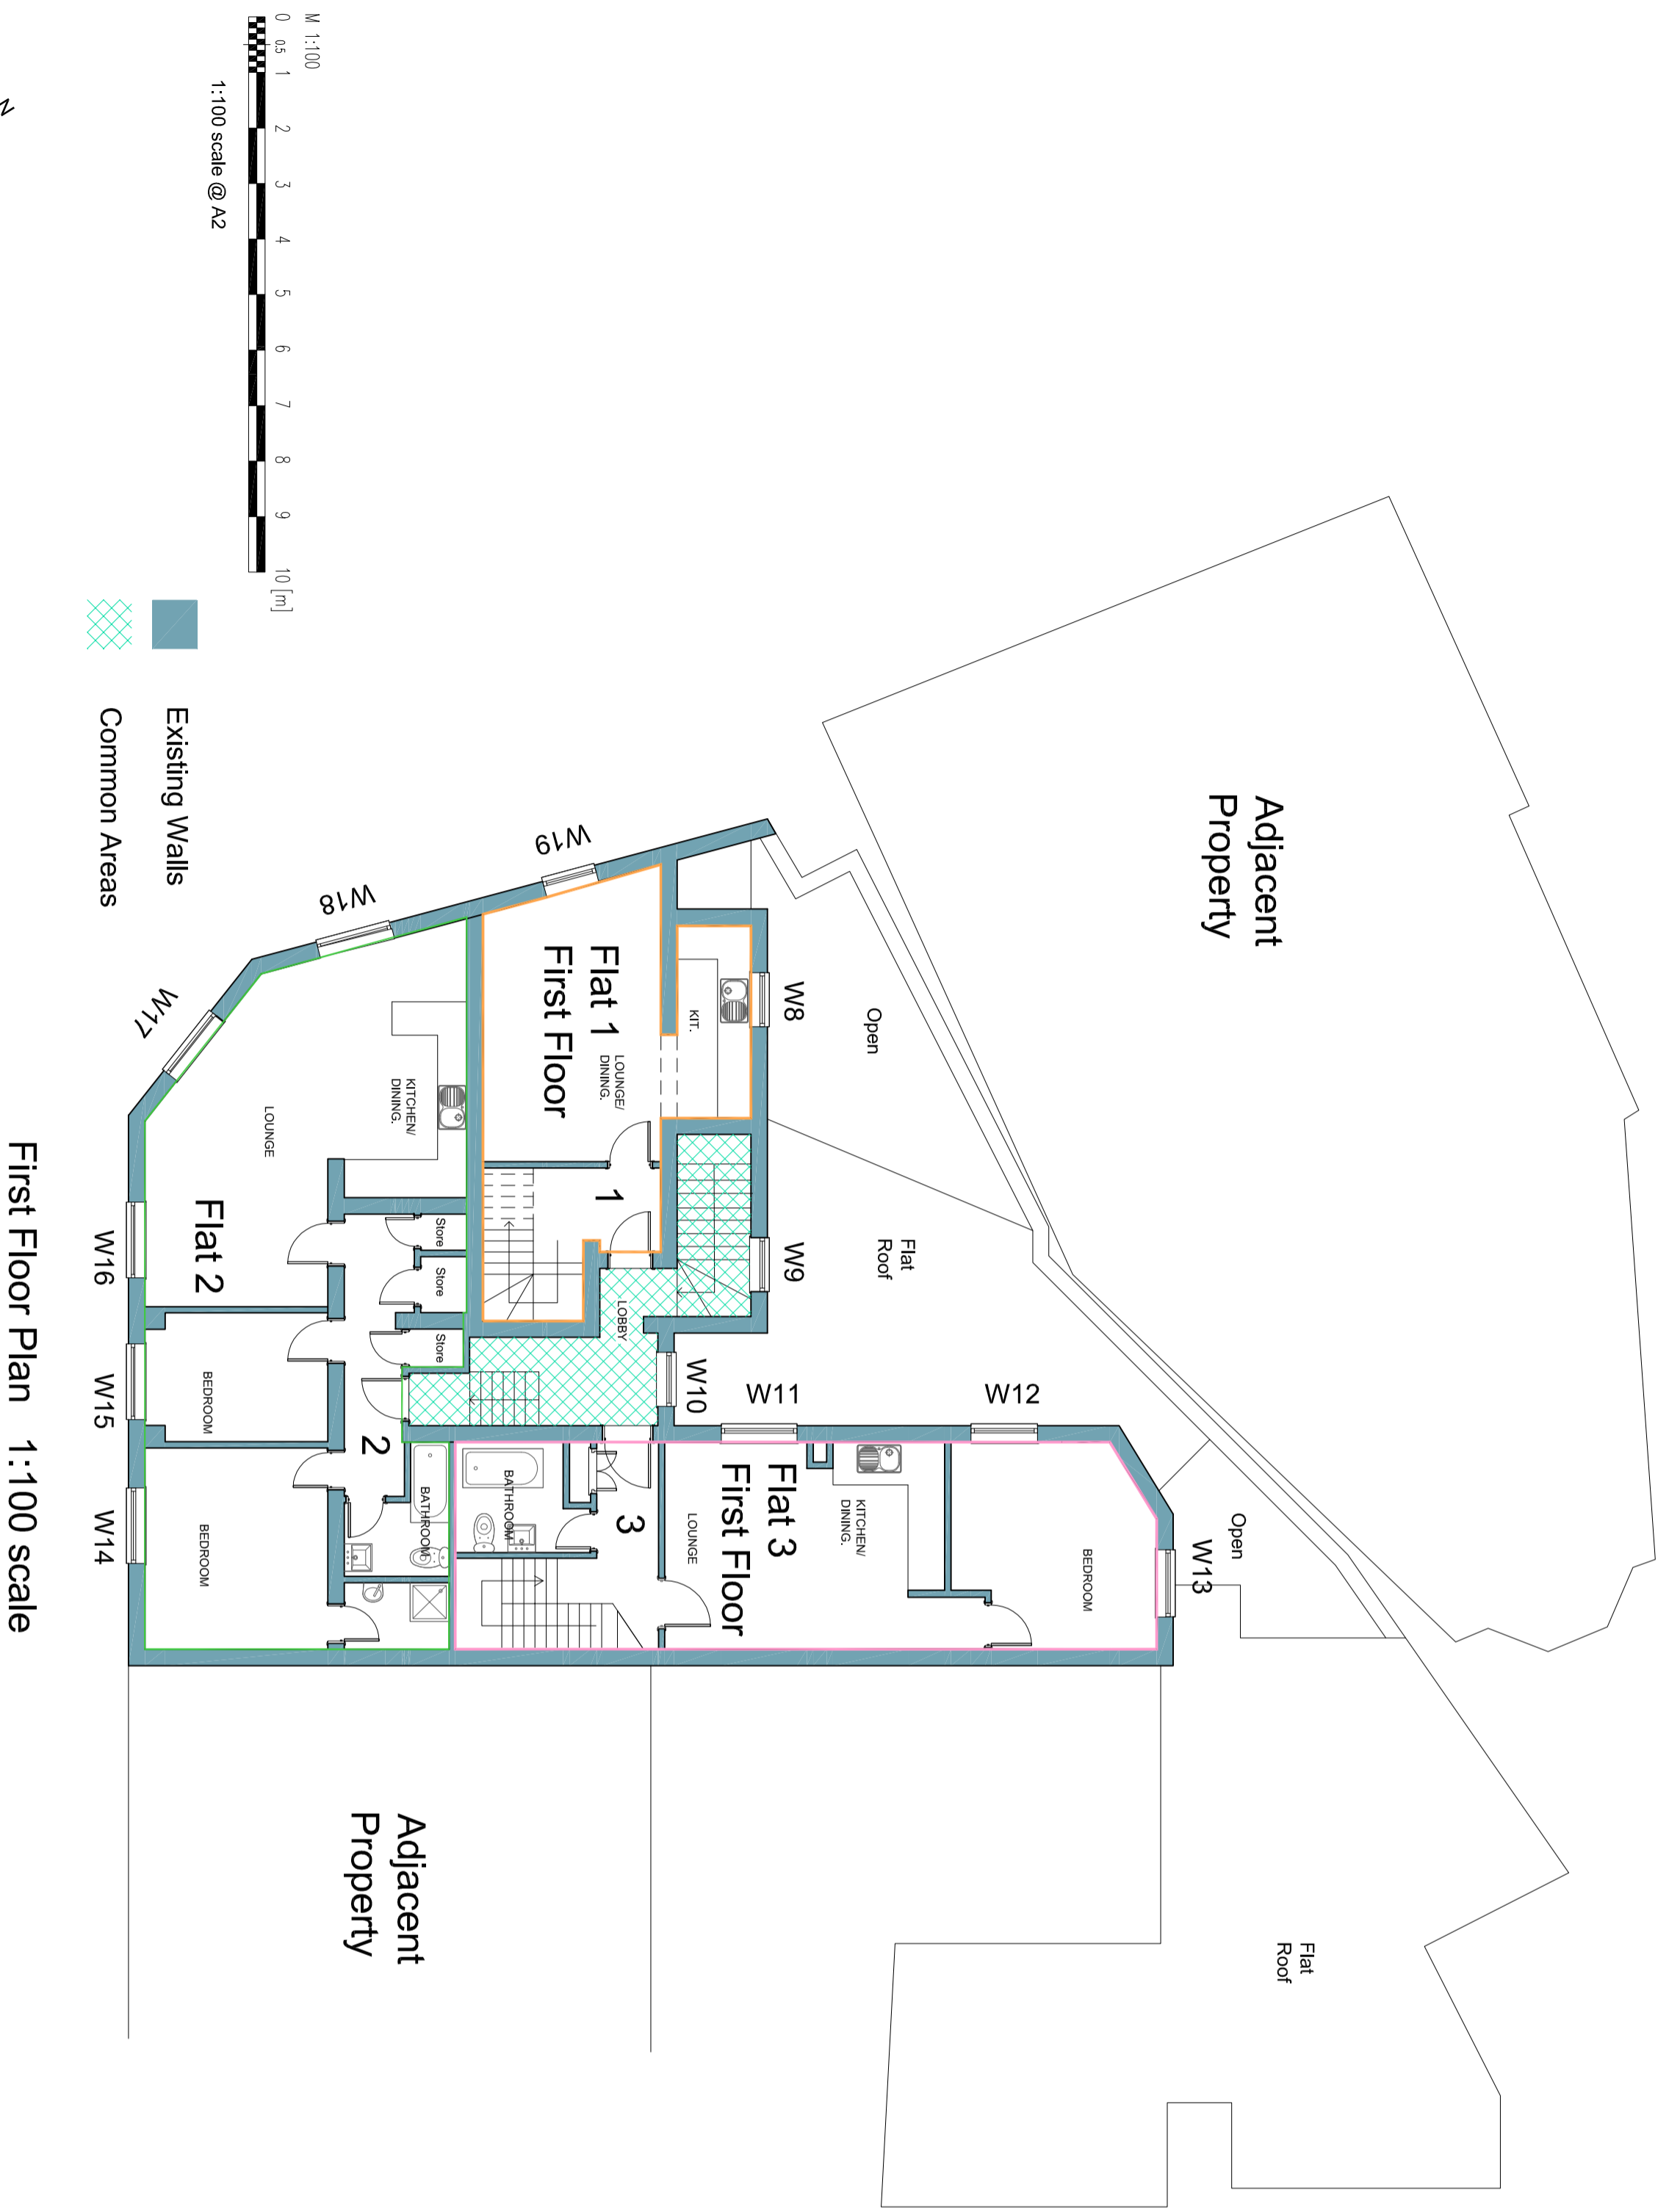 M 1:100
0 0.5 1 2 3 4 5 6 7 8 9 10 [m]
1:100 scale @ A2
N
Existing Walls
Common Areas
Adjacent
Property
Open
Flat
Roof
Open
Flat
Roof
W8
W9
W10
W11
W12
W13
W19
W18
W17
W16
W15
W14
KIT.
Flat 1
First Floor
LOUNGE/
DINING.
1
LOBBY
KITCHEN/
DINING.
LOUNGE
Flat 2
Store
Store
Store
BEDROOM
2
BATHROOM
BEDROOM
BATHROOM
3
Flat 3
First Floor
LOUNGE
KITCHEN/
DINING.
BEDROOM
Adjacent
Property
First Floor Plan 1:100 scale